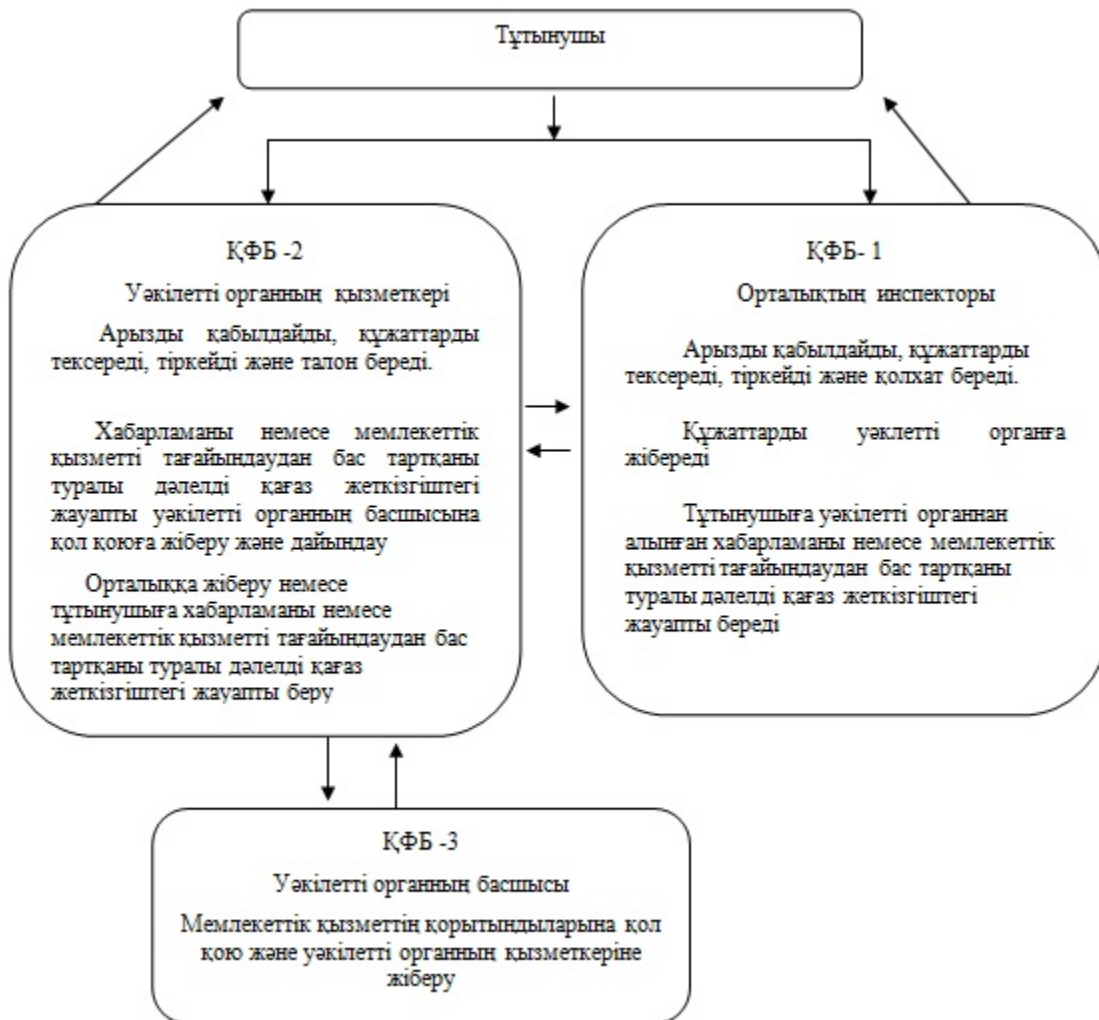 Тұтынушы
ҚФБ -2
Уәкілетті органның қызметкері
Арызды қабылдайды, құжаттарды
тексереді, тіркейді және талон береді.
Хабарламаны немесе мемлекеттік
қызметті тағайындаудан бас тартқаны
туралы дәлелді қағаз жеткізгіштегі
жауапты уәкілетті органның басшысына
қол қоюға жіберу және дайындау
Орталыққа жіберу немесе
тұтынушыға хабарламаны немесе
мемлекеттік қызметті тағайындаудан бас
тартқаны туралы дәлелді қағаз
жеткізгіштегі жауапты беру
ҚФБ- 1
Орталықтың инспекторы
Арызды қабылдайды, құжаттарды
тексереді, тіркейді және қолхат береді.
Құжаттарды уәклетті органға
жібереді
Тұтынушыға уәкілетті органнан
алынған хабарламаны немесе мемлекеттік
қызметті тағайындаудан бас тартқаны
туралы дәлелді қағаз жеткізгіштегі
жауапты береді
ҚФБ -3
Уәкілетті органның басшысы
Мемлекеттік қызметтің қорытындыларына қол
қою және уәкілетті органның қызметкеріне
жіберу